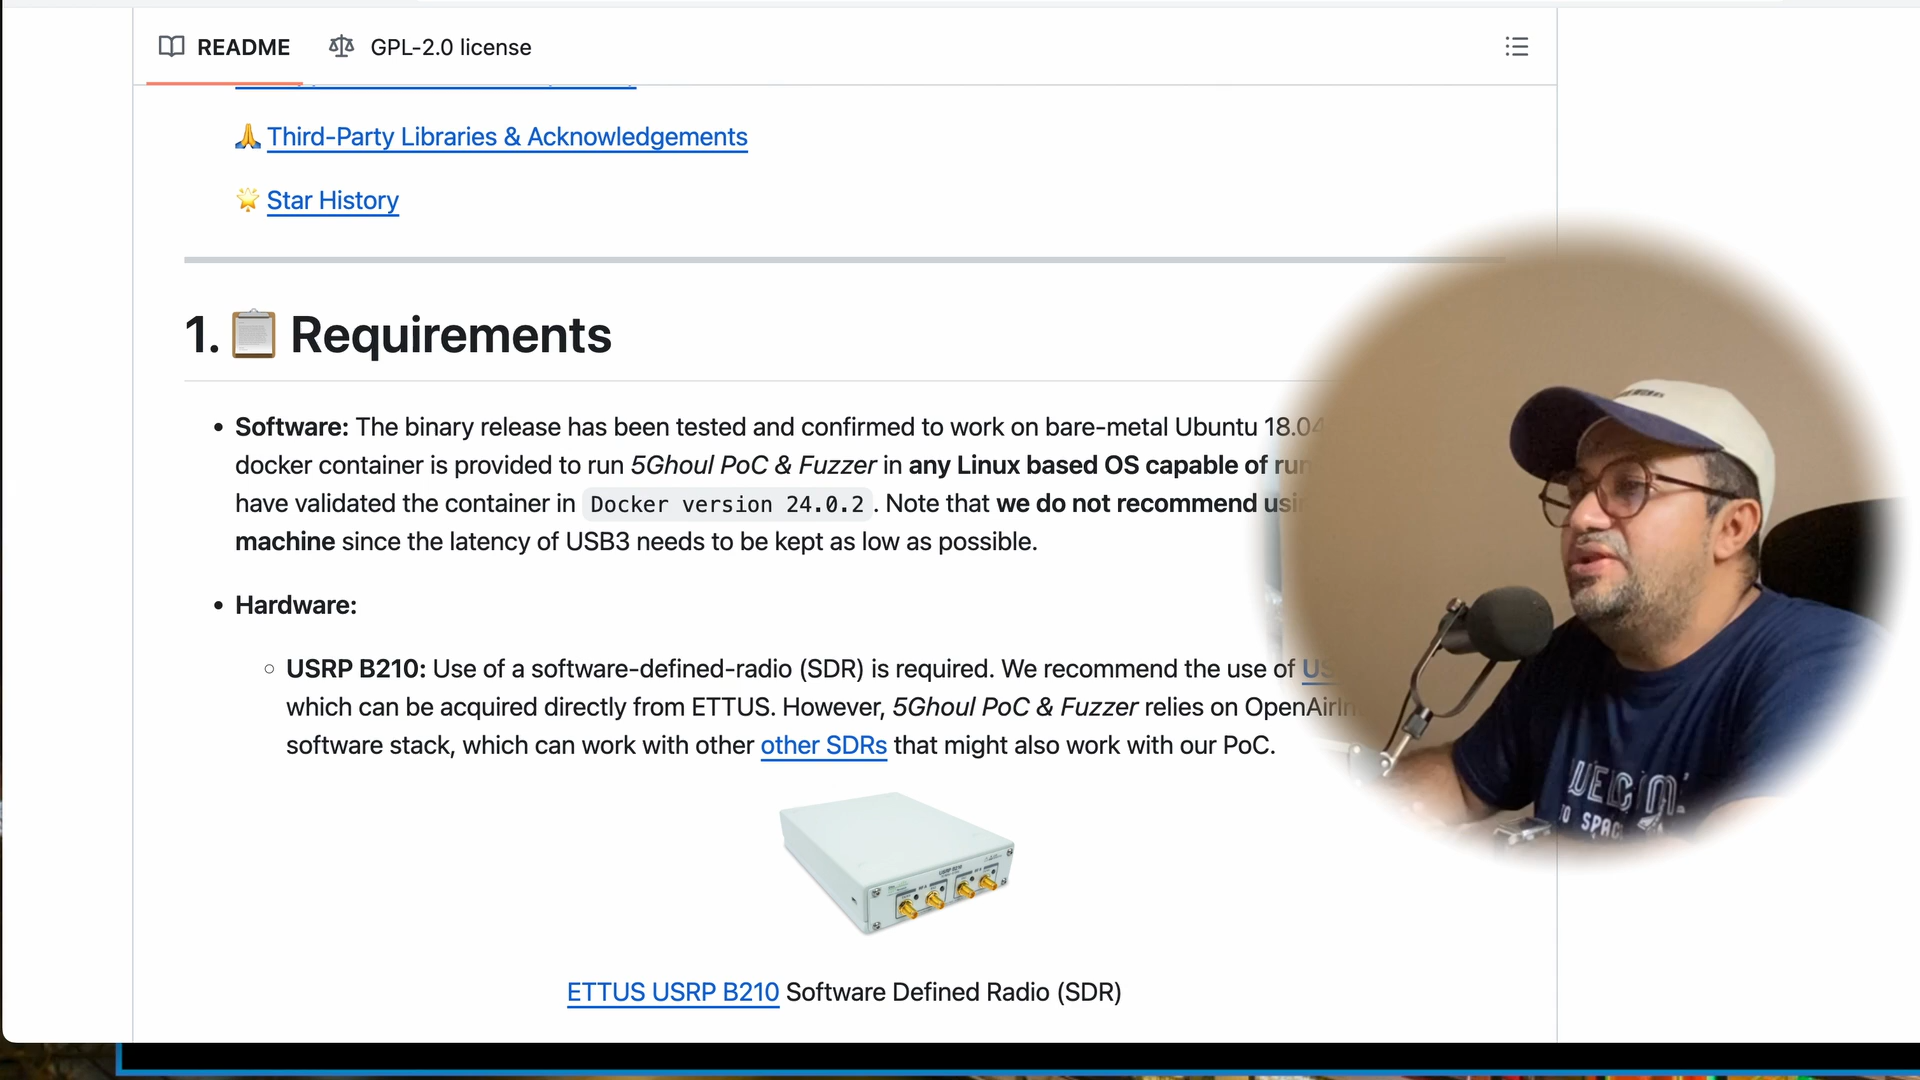 README GPL-2.0 license
Third-Party Libraries & Acknowledgements
Star History
1. Requirements
Software: The binary release has been tested and confirmed to work on bare-metal Ubuntu 18.04
docker container is provided to run 5Ghoul PoC & Fuzzer in any Linux based OS capable of
have validated the container in Docker version 24.0.2. Note that we do not recommend
machine since the latency of USB3 needs to be kept as low as possible.
Hardware:
USRP B210: Use of a software-defined-radio (SDR) is required. We recommend the use of
which can be acquired directly from ETTUS. However, 5Ghoul PoC & Fuzzer relies on
software stack, which can work with other other SDRs that might also work with our PoC.
ETTUS USRP B210 Software Defined Radio (SDR)